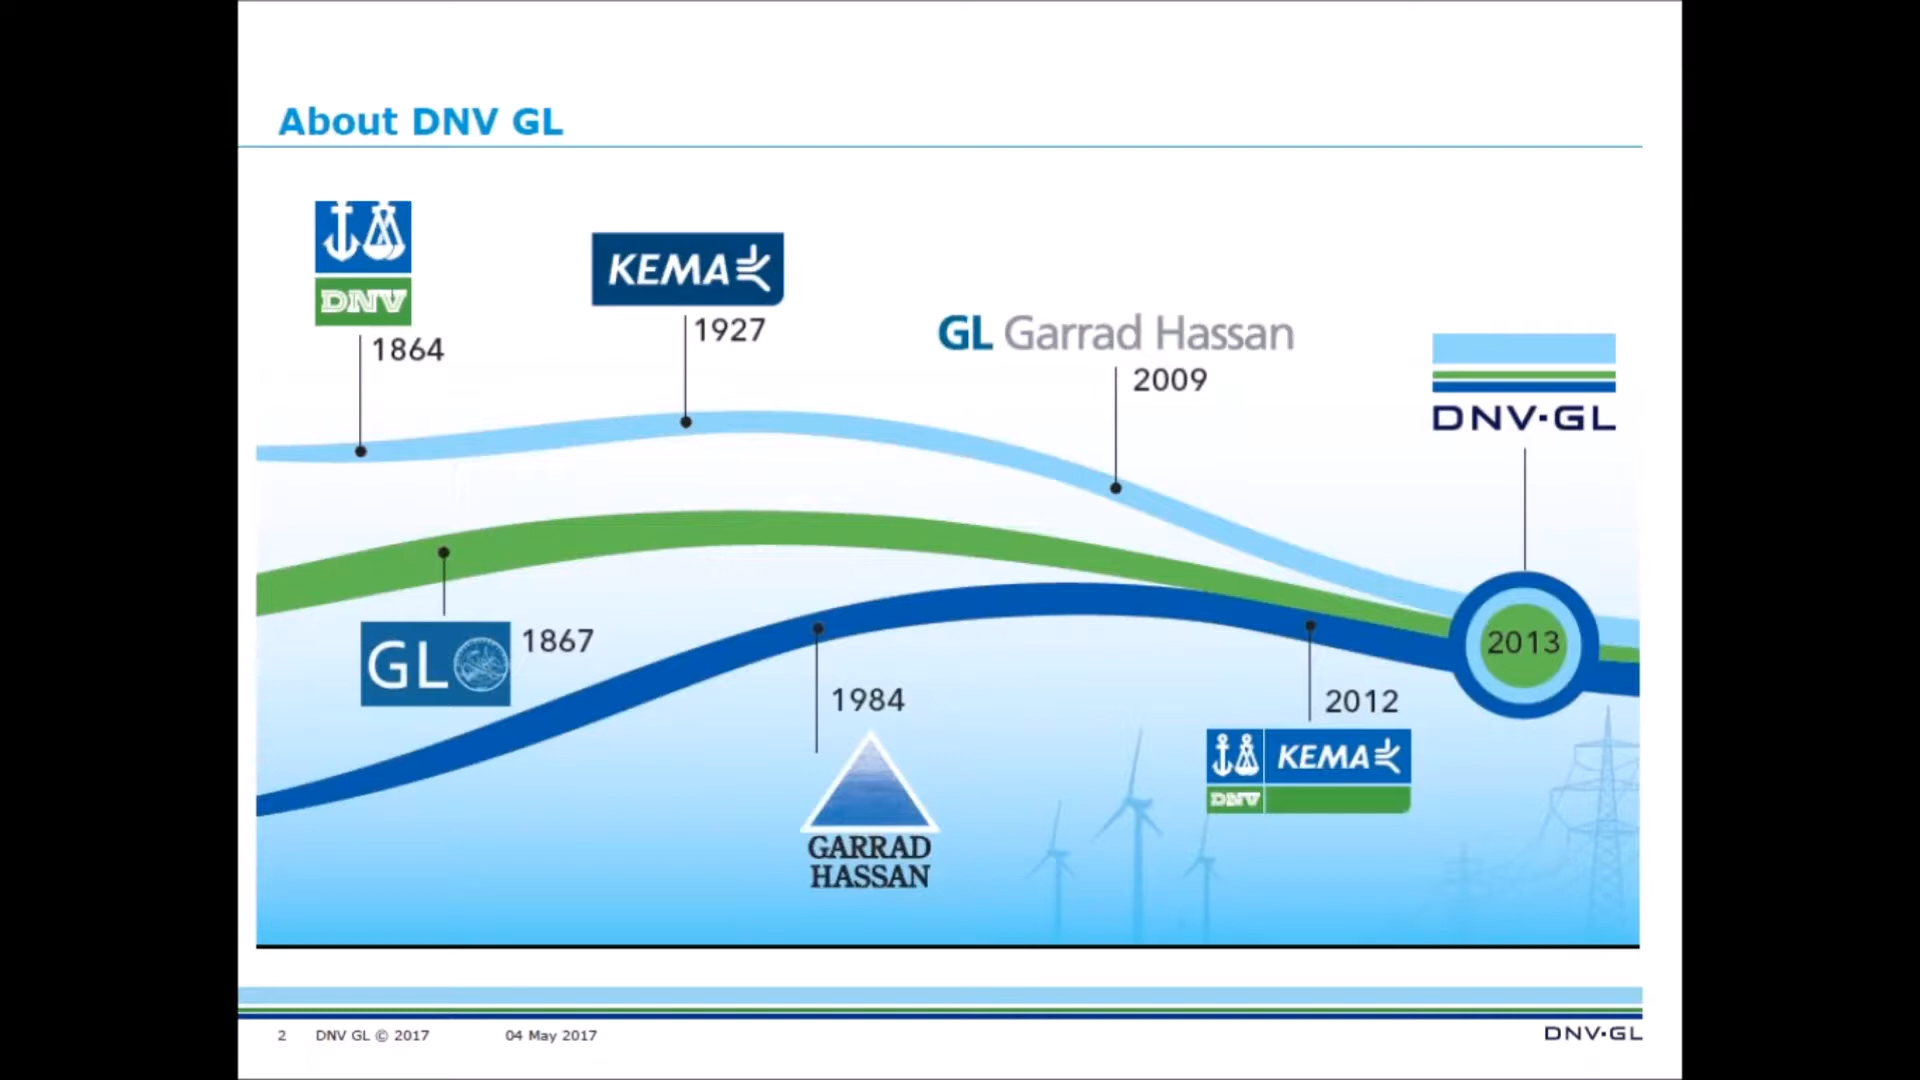 About DNV GL
DNV
1864
KEMA
1927
GL Garrad Hassan
2009
DNV·GL
GL
1867
1984
GARRAD
HASSAN
2012
KEMA
DNV
2013
2 DNV GL © 2017 04 May 2017
DNV·GL